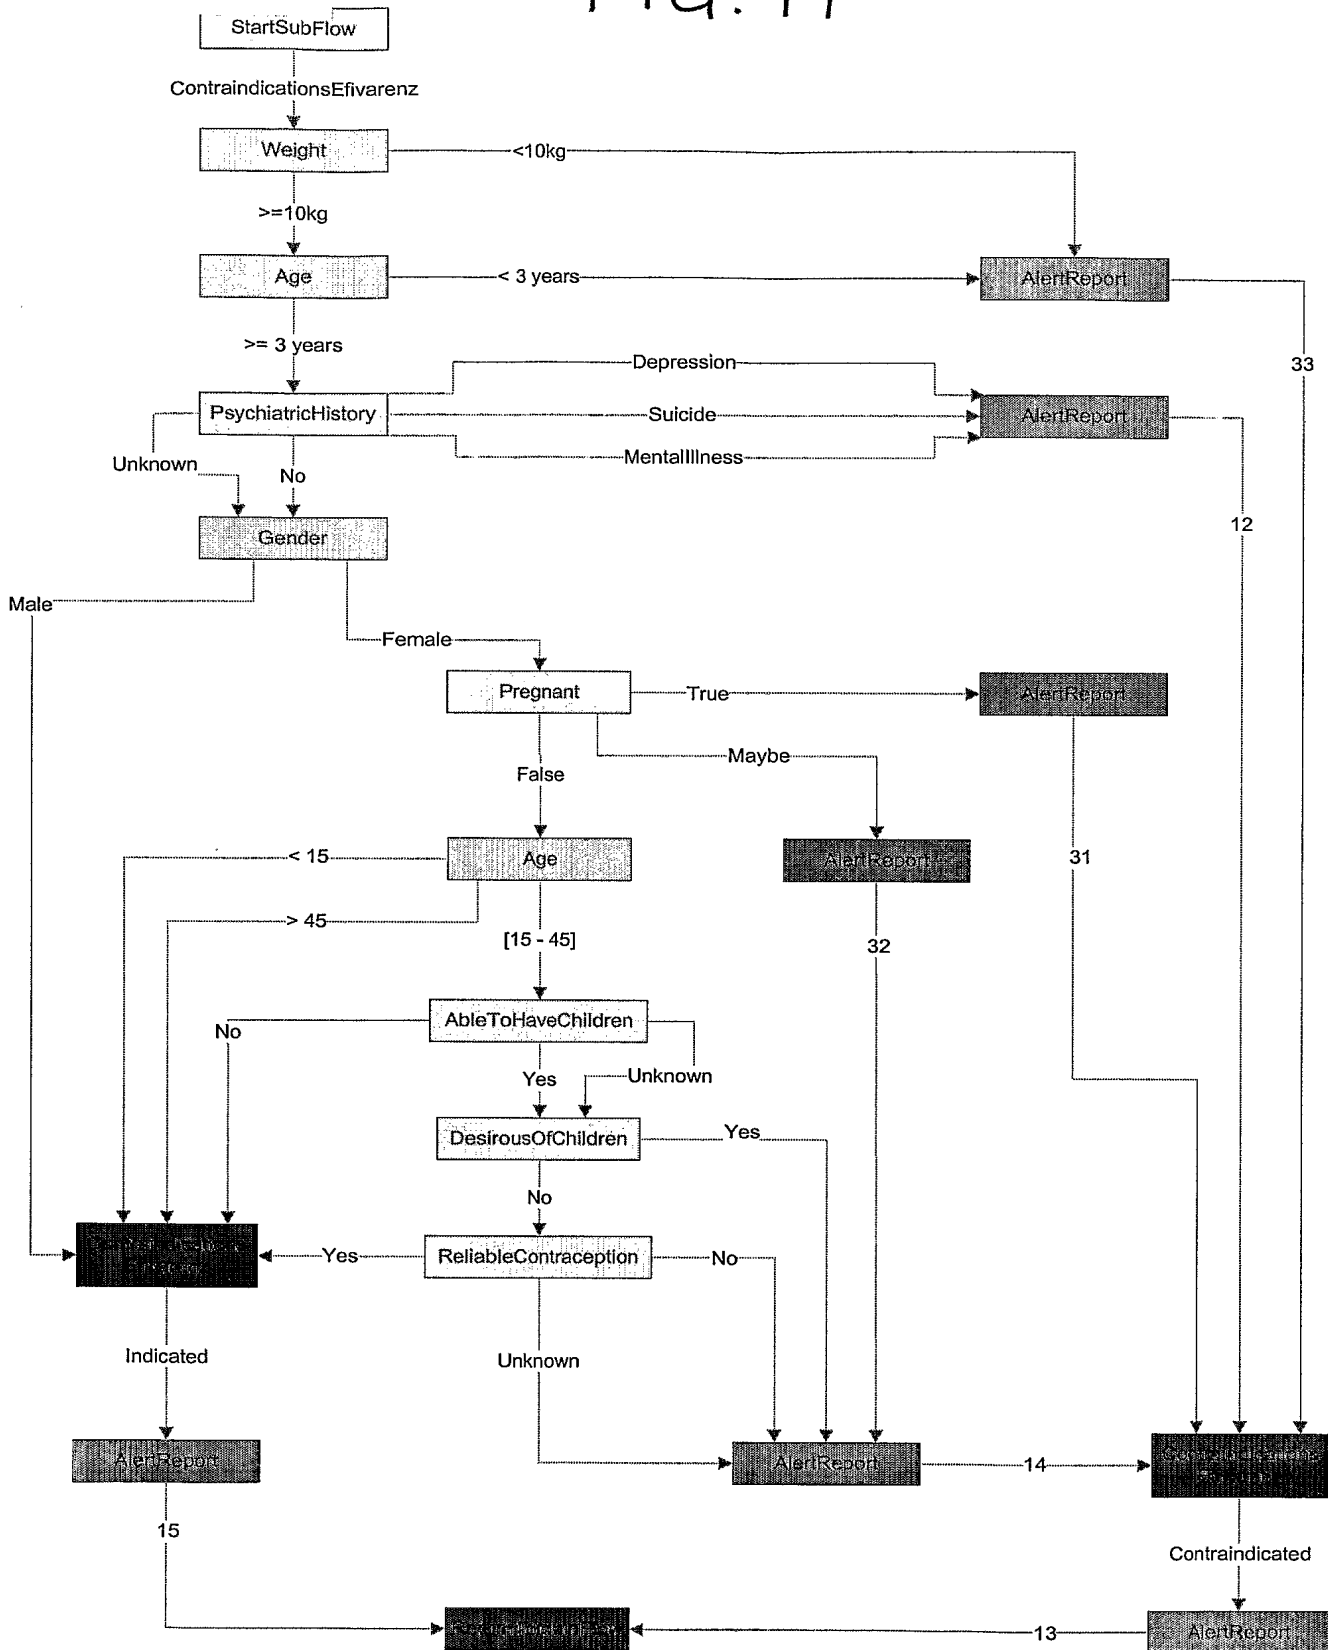 FIG. 11
StartSubFlow
ContraindicationsEfivarenz
Weight
<10kg
>=10kg
Age
< 3 years
AlertReport
>= 3 years
33
Depression
PsychiatricHistory
Suicide
AlertReport
MentalIllness
Unknown
No
12
Gender
Male
Female
Pregnant
True
AlertReport
Maybe
False
< 15
Age
AlertReport
31
> 45
[15 - 45]
32
No
AbleToHaveChildren
Yes
Unknown
DesirousOfChildren
Yes
No
Yes
ReliableContraception
No
Indicated
Unknown
AlertReport
AlertReport
14
15
Contraindicated
13
AlertReport